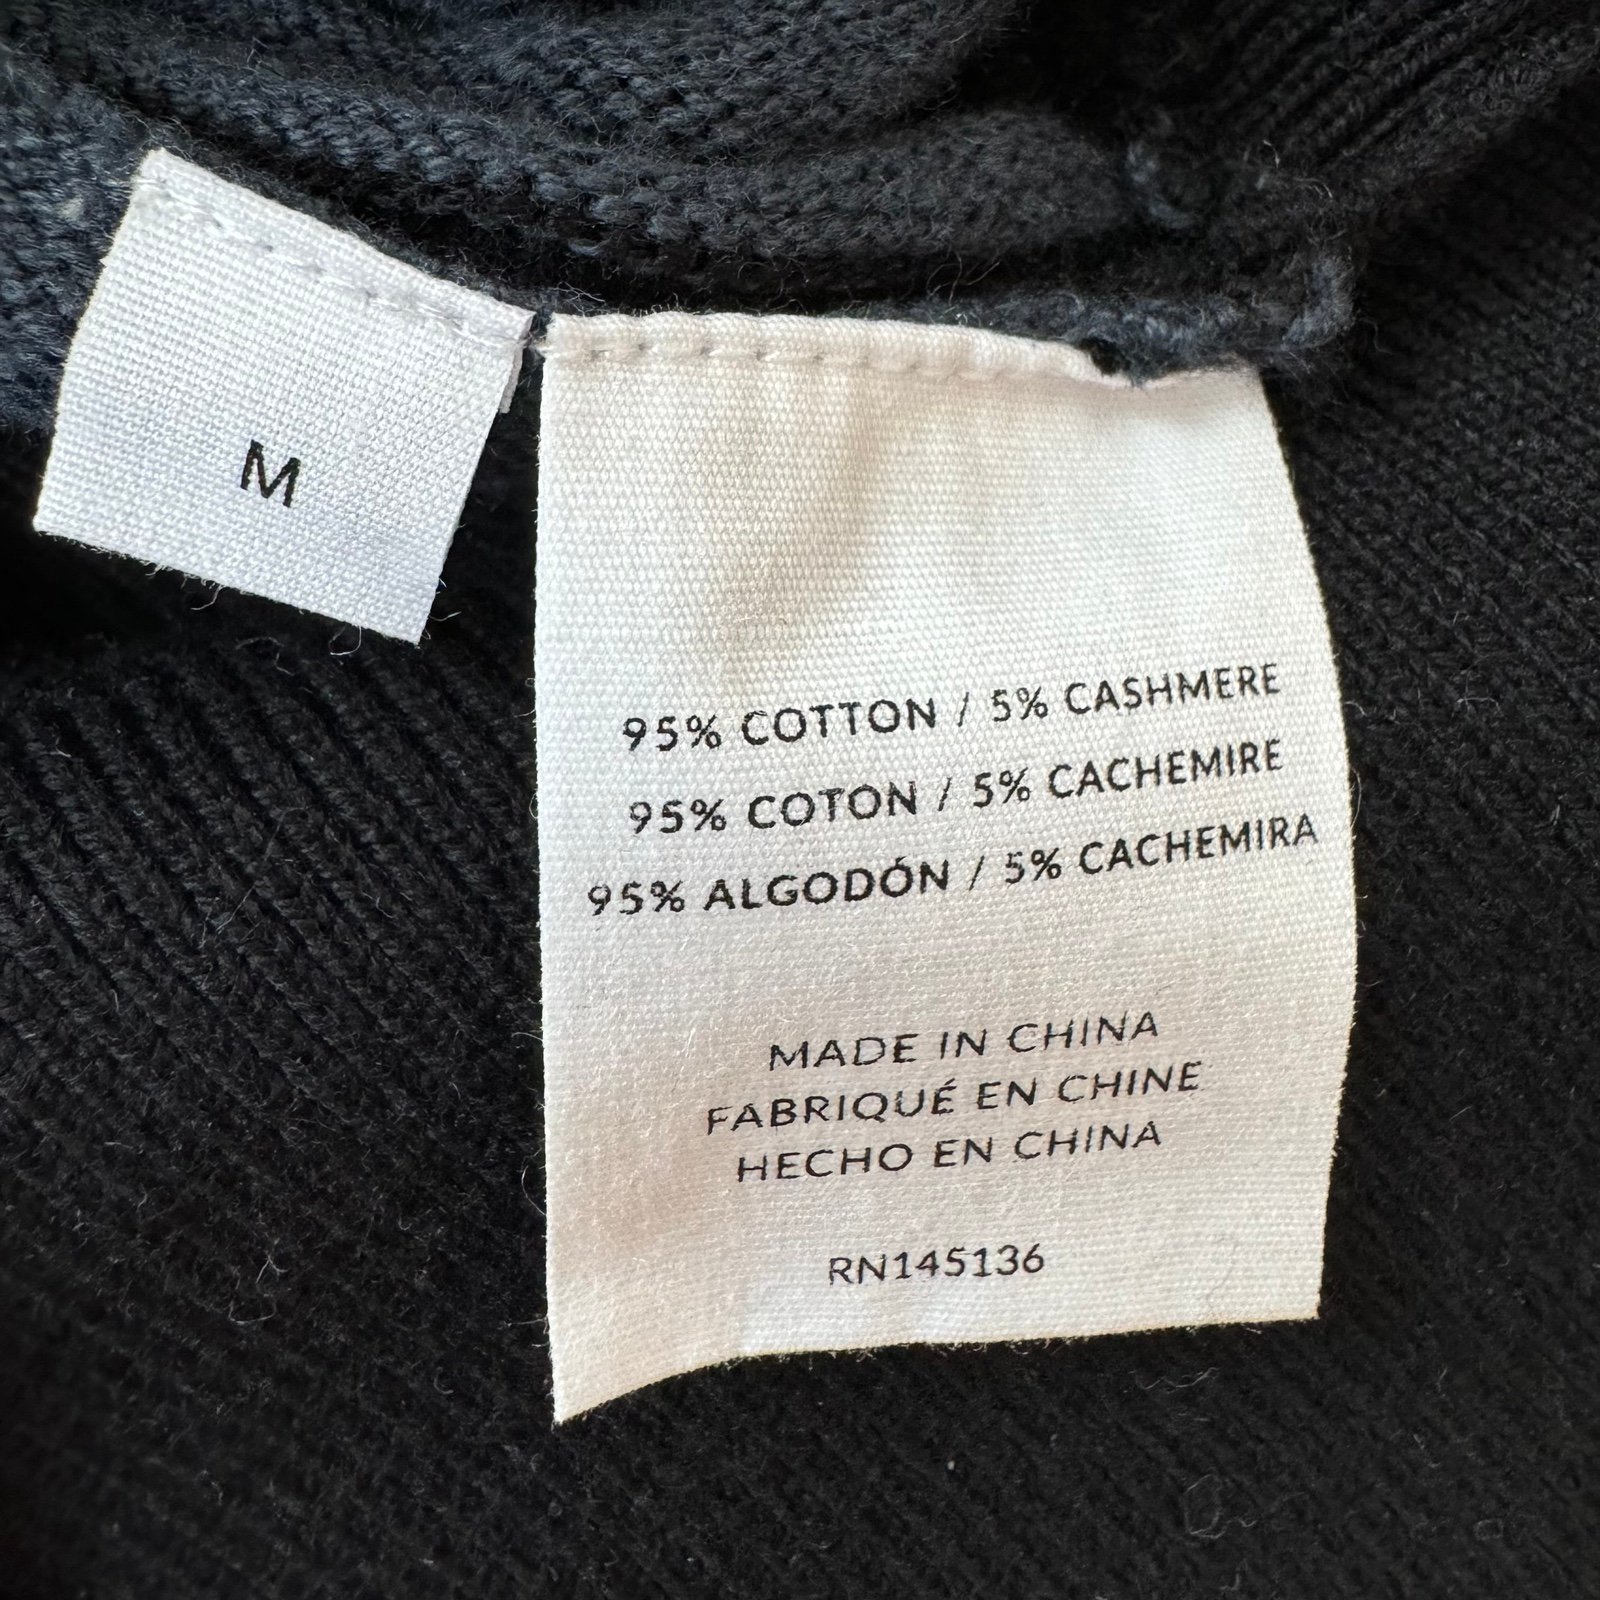 M
95% COTTON / 5% CASHMERE
95% COTON / 5% CACHEMIRE
95% ALGODÓN / 5% CACHEMIRA
MADE IN CHINA
FABRIQUÉ EN CHINE
HECHO EN CHINA
RN145136